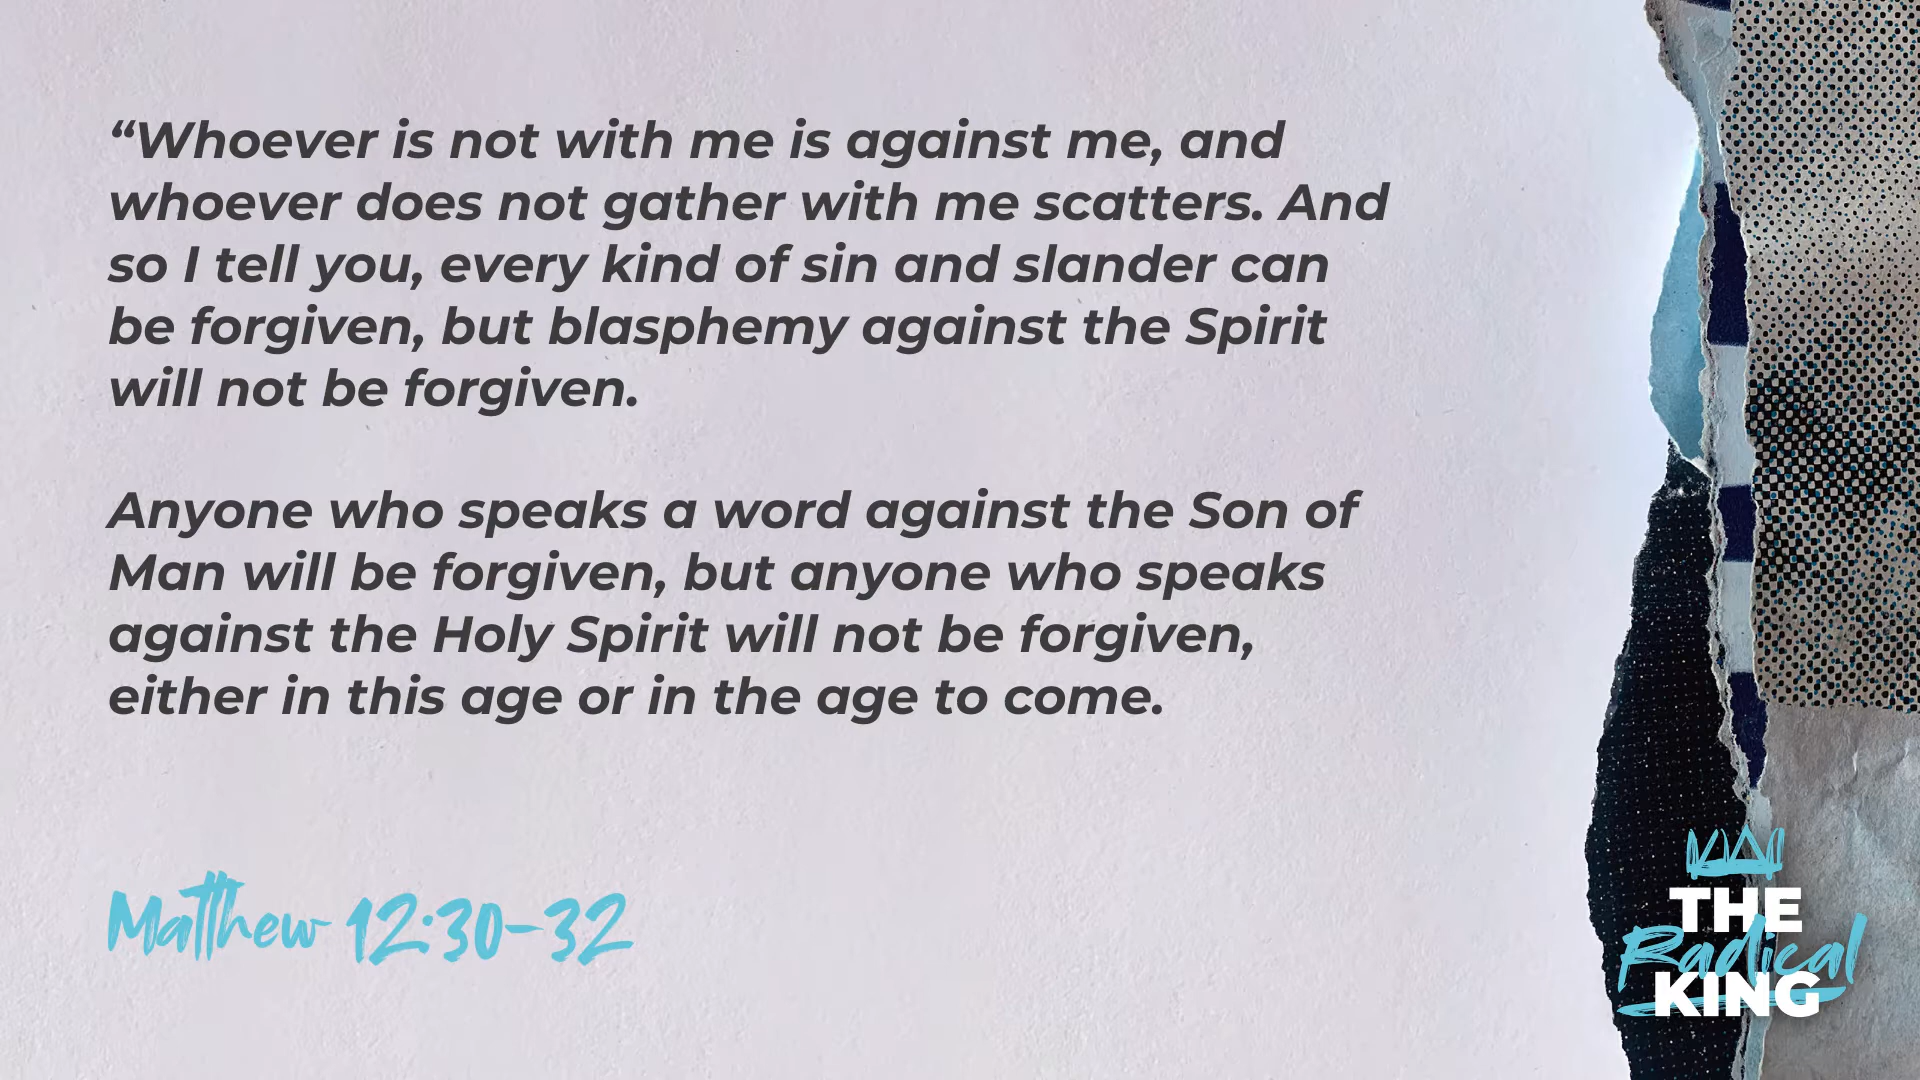 “Whoever is not with me is against me, and
whoever does not gather with me scatters. And
so I tell you, every kind of sin and slander can
be forgiven, but blasphemy against the Spirit
will not be forgiven.
Anyone who speaks a word against the Son of
Man will be forgiven, but anyone who speaks
against the Holy Spirit will not be forgiven,
either in this age or in the age to come.
Matthew 12:30-32
THE
Radical
KING